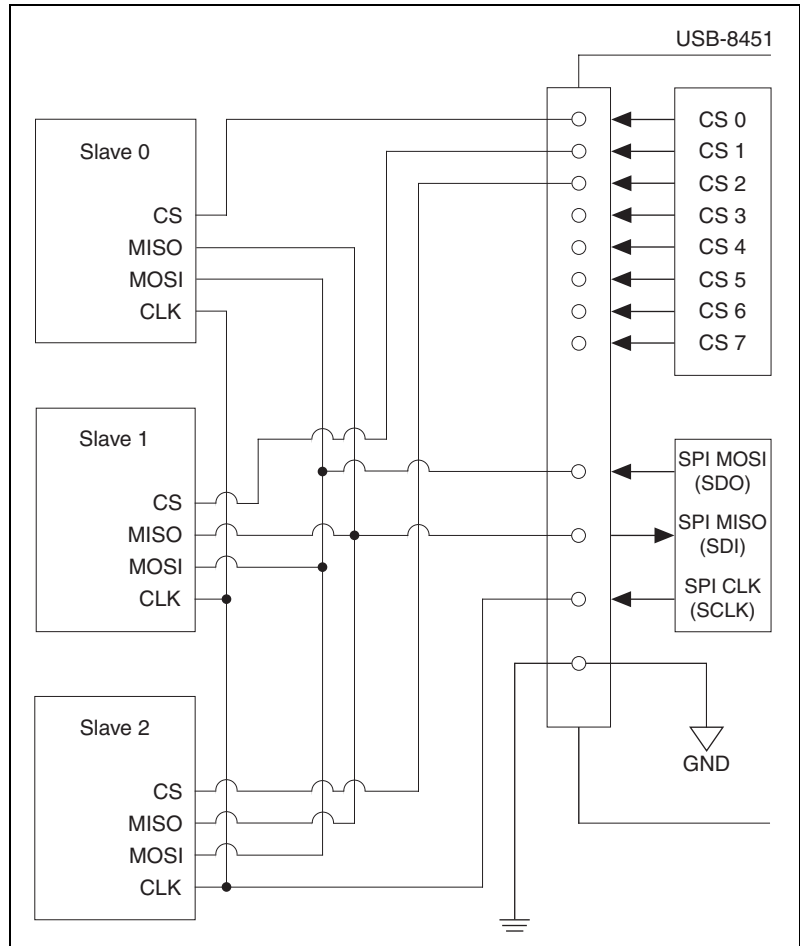 USB-8451
Slave 0
CS
MISO
MOSI
CLK
Slave 1
CS
MISO
MOSI
CLK
Slave 2
CS
MISO
MOSI
CLK
CS 0
CS 1
CS 2
CS 3
CS 4
CS 5
CS 6
CS 7
SPI MOSI
(SDO)
SPI MISO
(SDI)
SPI CLK
(SCLK)
GND